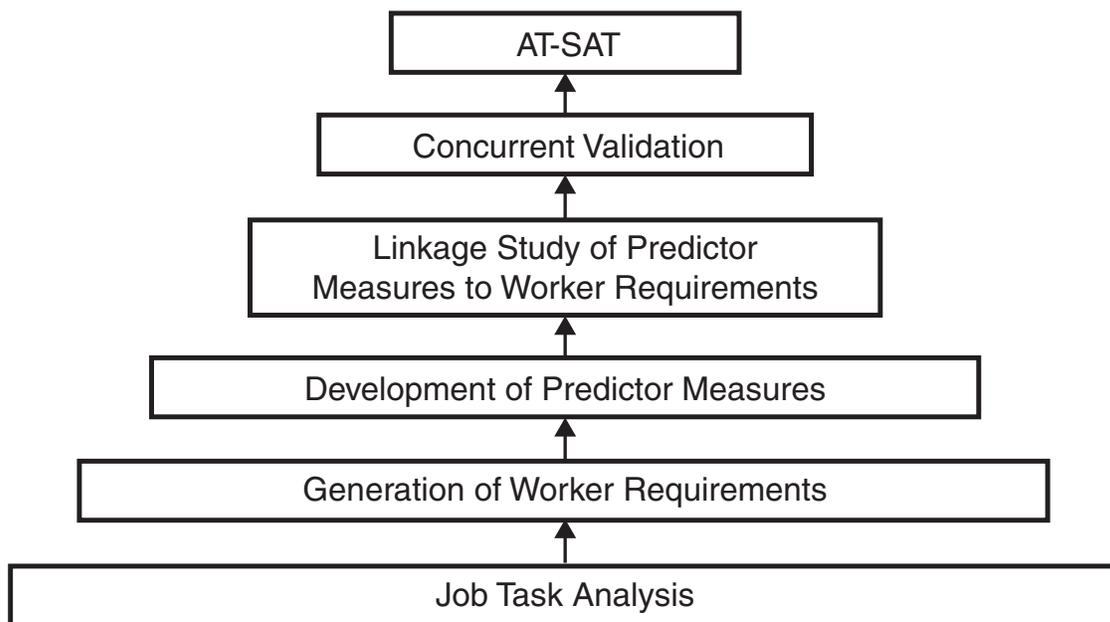 AT-SAT
Concurrent Validation
Linkage Study of Predictor
Measures to Worker Requirements
Development of Predictor Measures
Generation of Worker Requirements
Job Task Analysis